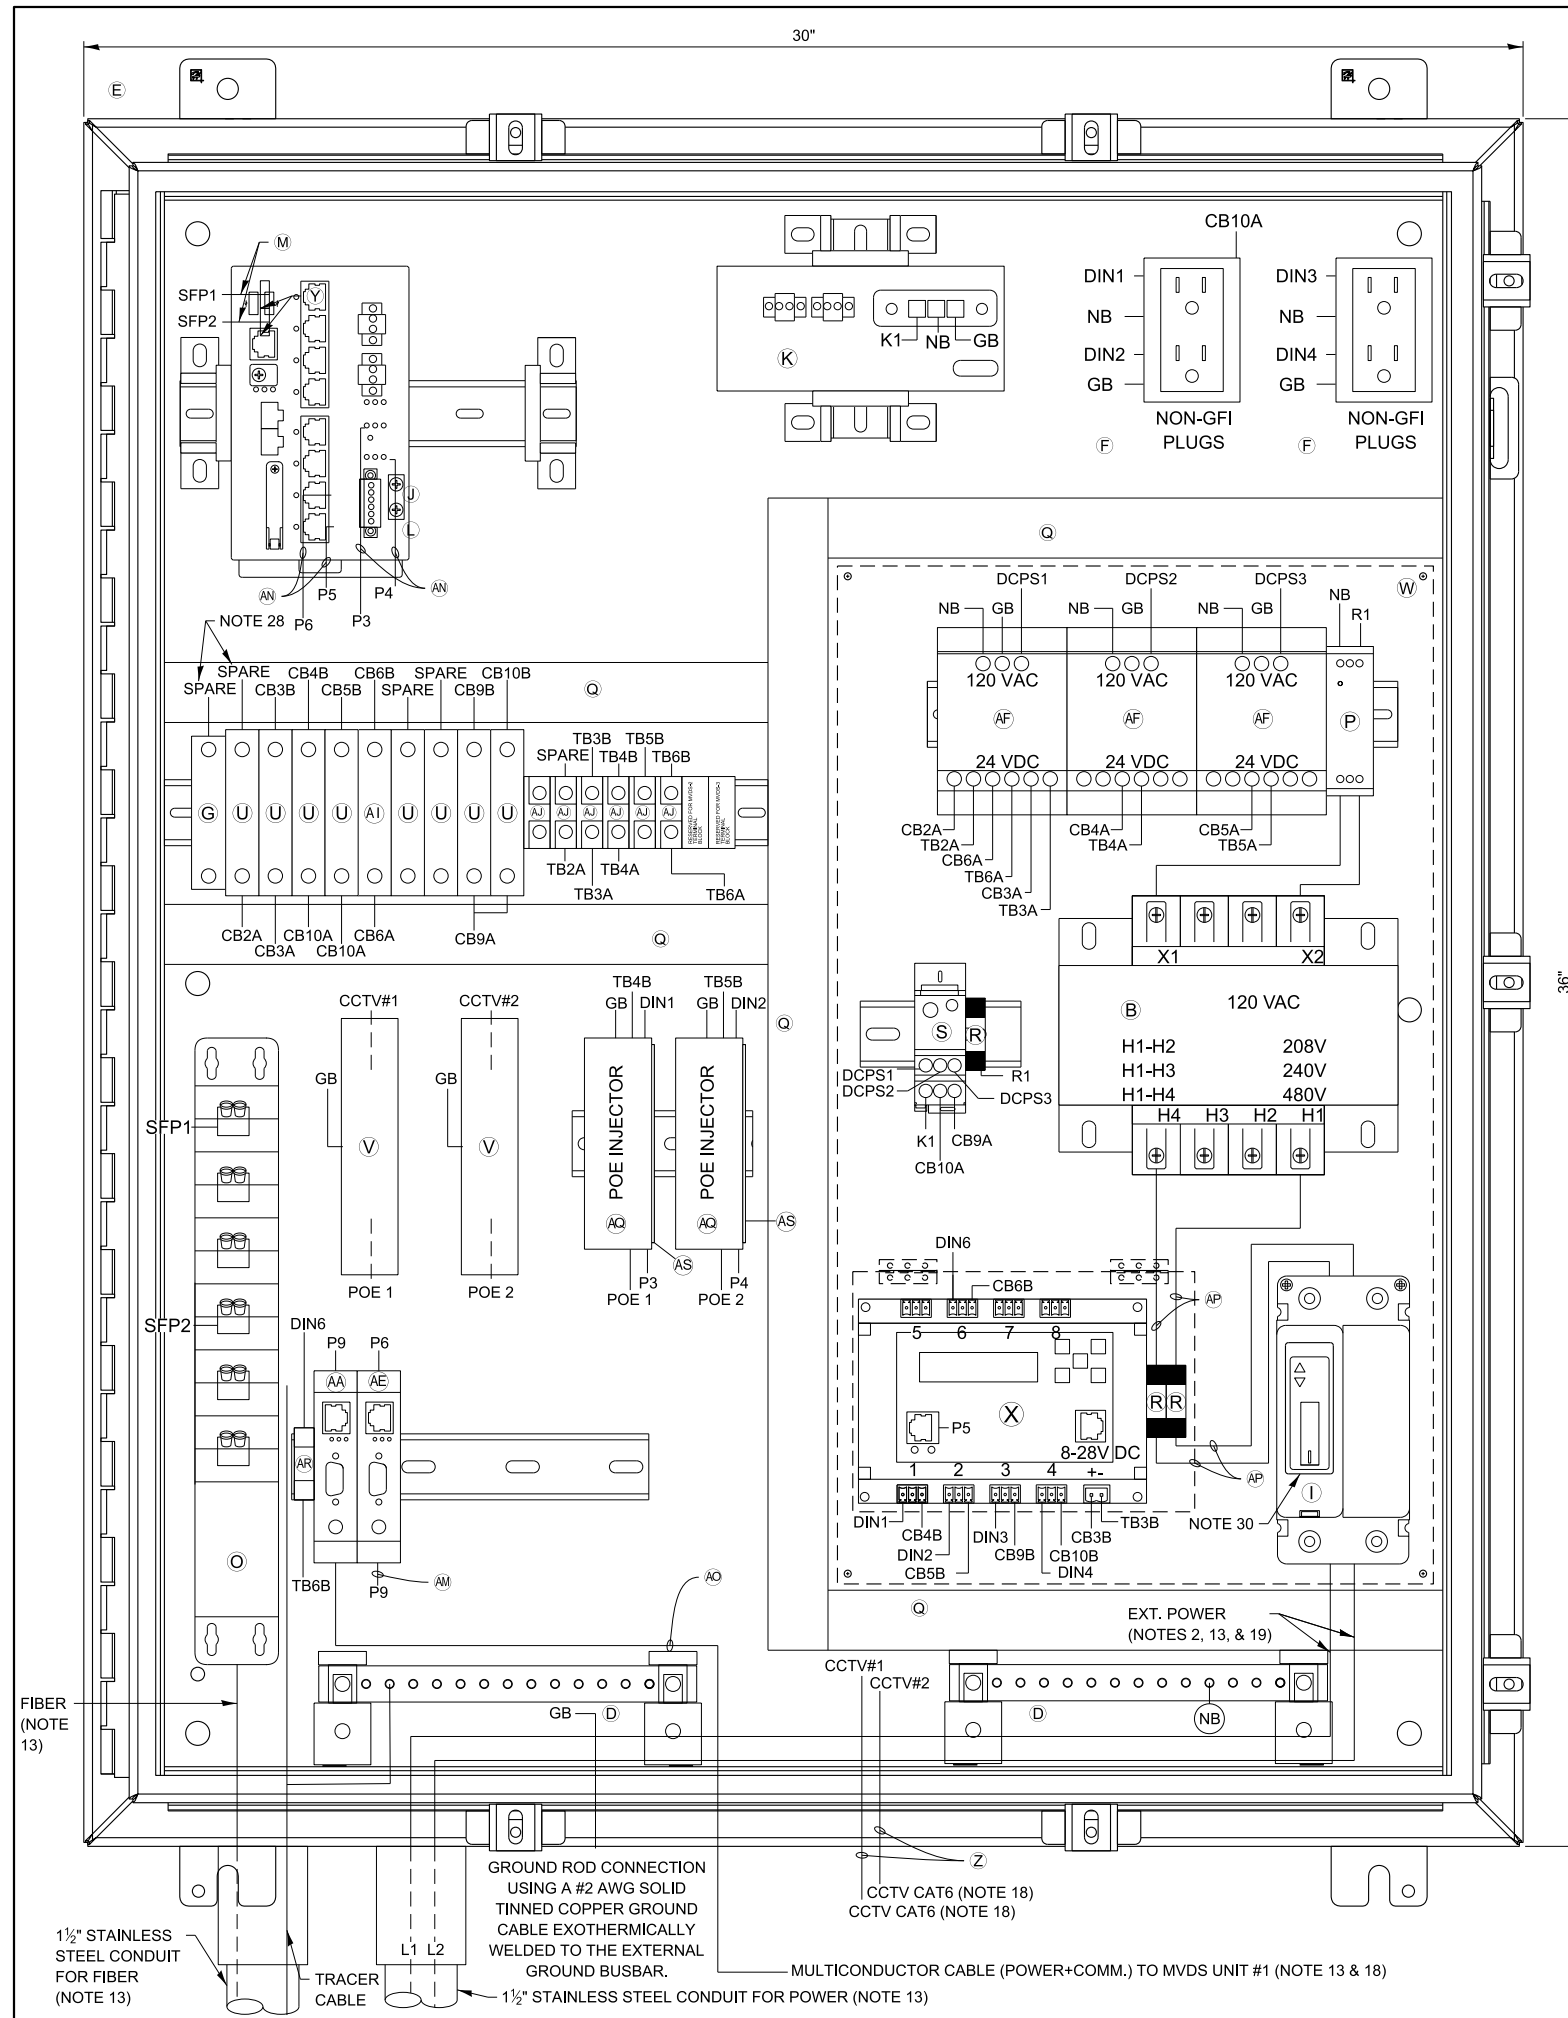 30"
E
M
SFP1
SFP2
Y
J
L
AN
P5
P4
AN
NOTE 28
P6
P3
K1
NB
GB
K
CB10A
DIN1
NB
DIN2
GB
NON-GFI
PLUGS
F
DIN3
NB
DIN4
GB
NON-GFI
PLUGS
F
Q
W
DCPS1
DCPS2
DCPS3
NB
GB
NB
GB
NB
GB
NB
R1
120 VAC
120 VAC
120 VAC
AF
AF
AF
P
24 VDC
24 VDC
24 VDC
CB2A
TB2A
CB6A
TB6A
CB3A
TB3A
CB4A
TB4A
CB5A
TB5A
SPARE
CB4B
CB6B
SPARE
CB10B
SPARE
CB3B
CB5B
SPARE
CB9B
Q
TB3B
TB5B
SPARE
TB4B
TB6B
G
U
U
U
U
AI
U
U
U
U
AJ
AJ
AJ
AJ
AJ
AJ
RESERVED FOR MVDS-2
TERMINAL
BLOCK
RESERVED FOR MVDS-3
TERMINAL
BLOCK
TB2A
TB4A
TB3A
TB6A
CB2A
CB10A
CB6A
CB9A
CB3A
CB10A
Q
X1
X2
B
120 VAC
H1-H2
208V
H1-H3
240V
H1-H4
480V
H4
H3
H2
H1
36"
S
R
DCPS1
DCPS2
R1
DCPS3
K1
CB9A
CB10A
Q
CCTV#1
CCTV#2
GB
GB
V
V
POE 1
POE 2
TB4B
GB
DIN1
TB5B
GB
DIN2
POE INJECTOR
POE INJECTOR
AQ
AQ
AS
AS
P3
P4
POE 1
POE 2
SFP1
SFP2
O
DIN6
P9
P6
AA
AE
AR
TB6B
P9
AM
AO
DIN6
CB6B
AP
5
6
7
8
X
P5
8-28V DC
1
2
3
4
+-
R
R
AP
DIN1
CB4B
DIN2
CB5B
DIN3
CB9B
CB10B
DIN4
CB3B
TB3B
NOTE 30
I
Q
EXT. POWER
(NOTES 2, 13, & 19)
CCTV#1
CCTV#2
FIBER
(NOTE
13)
GB
D
D
NB
GROUND ROD CONNECTION
USING A #2 AWG SOLID
TINNED COPPER GROUND
CABLE EXOTHERMICALLY
WELDED TO THE EXTERNAL
GROUND BUSBAR.
Z
CCTV CAT6 (NOTE 18)
CCTV CAT6 (NOTE 18)
1½" STAINLESS
STEEL CONDUIT
FOR FIBER
(NOTE 13)
L1
L2
TRACER
CABLE
MULTICONDUCTOR CABLE (POWER+COMM.) TO MVDS UNIT #1 (NOTE 13 & 18)
1½" STAINLESS STEEL CONDUIT FOR POWER (NOTE 13)